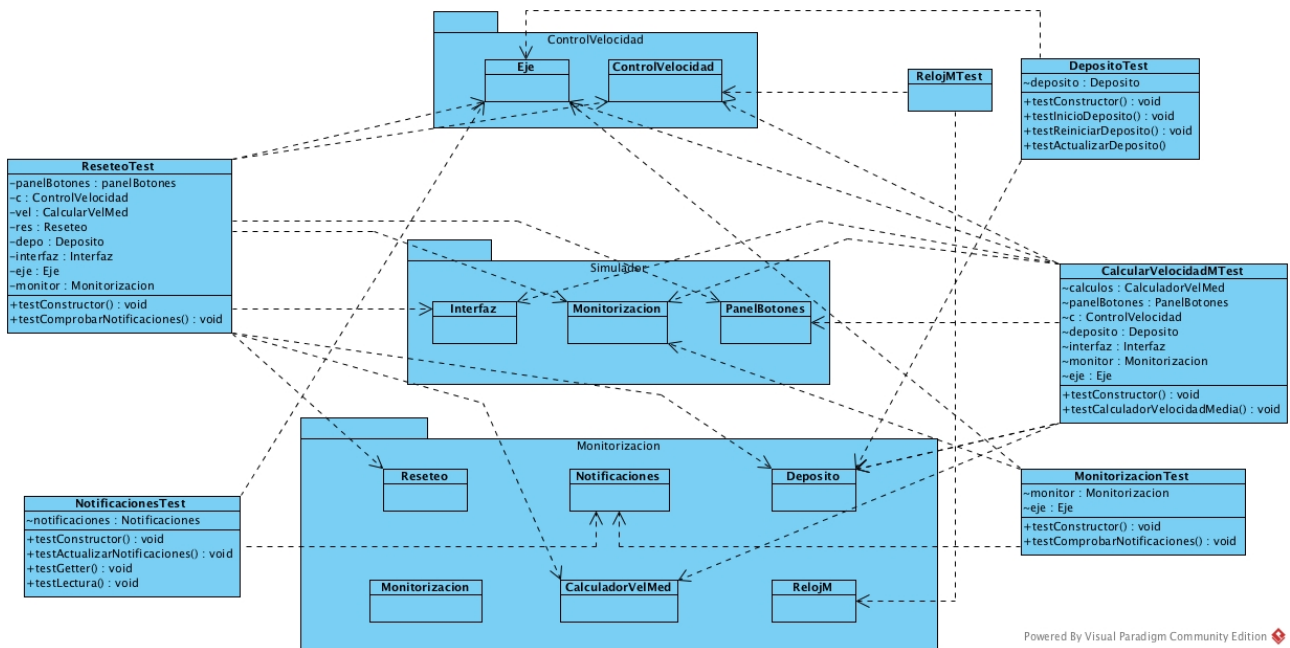 ControlVelocidad
Eje
ControlVelocidad
RelojMTest
DepositoTest
~deposito : Deposito
+testConstructor() : void
+testInicioDeposito() : void
+testReiniciarDeposito() : void
+testActualizarDeposito()
ReseteoTest
-panelBotones : panelBotones
-c : ControlVelocidad
-vel : CalcularVelMed
-res : Reseteo
-depo : Deposito
-interfaz : Interfaz
-eje : Eje
-monitor : Monitorizacion
+testConstructor() : void
+testComprobarNotificaciones() : void
Simulador
Interfaz
Monitorizacion
PanelBotones
CalcularVelocidadMTest
~calculos : CalculadorVelMed
~panelBotones : PanelBotones
~c : ControlVelocidad
~deposito : Deposito
~interfaz : Interfaz
~monitor : Monitorizacion
~eje : Eje
+testConstructor() : void
+testCalculadorVelocidadMedia() : void
Monitorizacion
Reseteo
Notificaciones
Deposito
Monitorizacion
CalculadorVelMed
RelojM
NotificacionesTest
~notificaciones : Notificaciones
+testConstructor() : void
+testActualizarNotificaciones() : void
+testGetter() : void
+testLectura() : void
MonitorizacionTest
~monitor : Monitorizacion
~eje : Eje
+testConstructor() : void
+testComprobarNotificaciones() : void
Powered By Visual Paradigm Community Edition